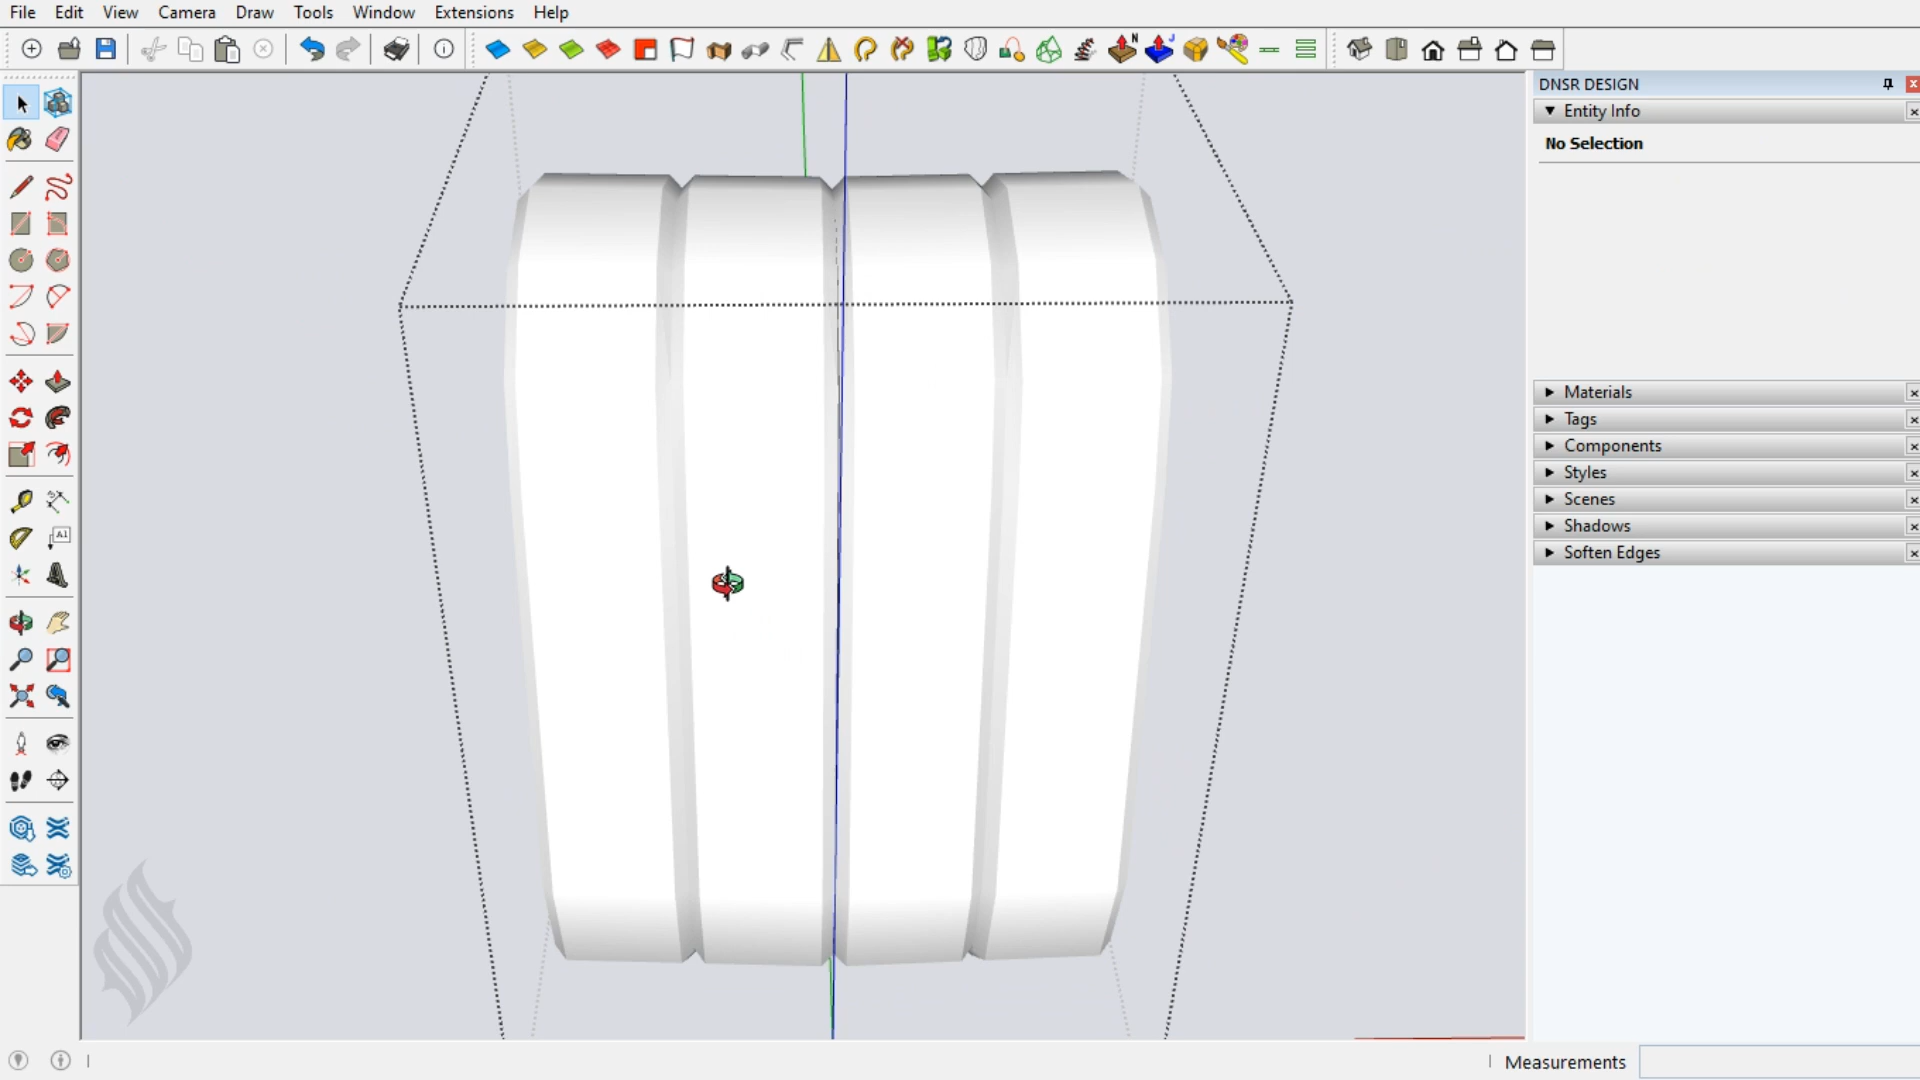 File Edit View Camera Draw Tools Window Extensions Help
N J
DNSR DESIGN
Entity Info
No Selection
A1
Materials
Tags
Components
Styles
Scenes
Shadows
Soften Edges
Measurements